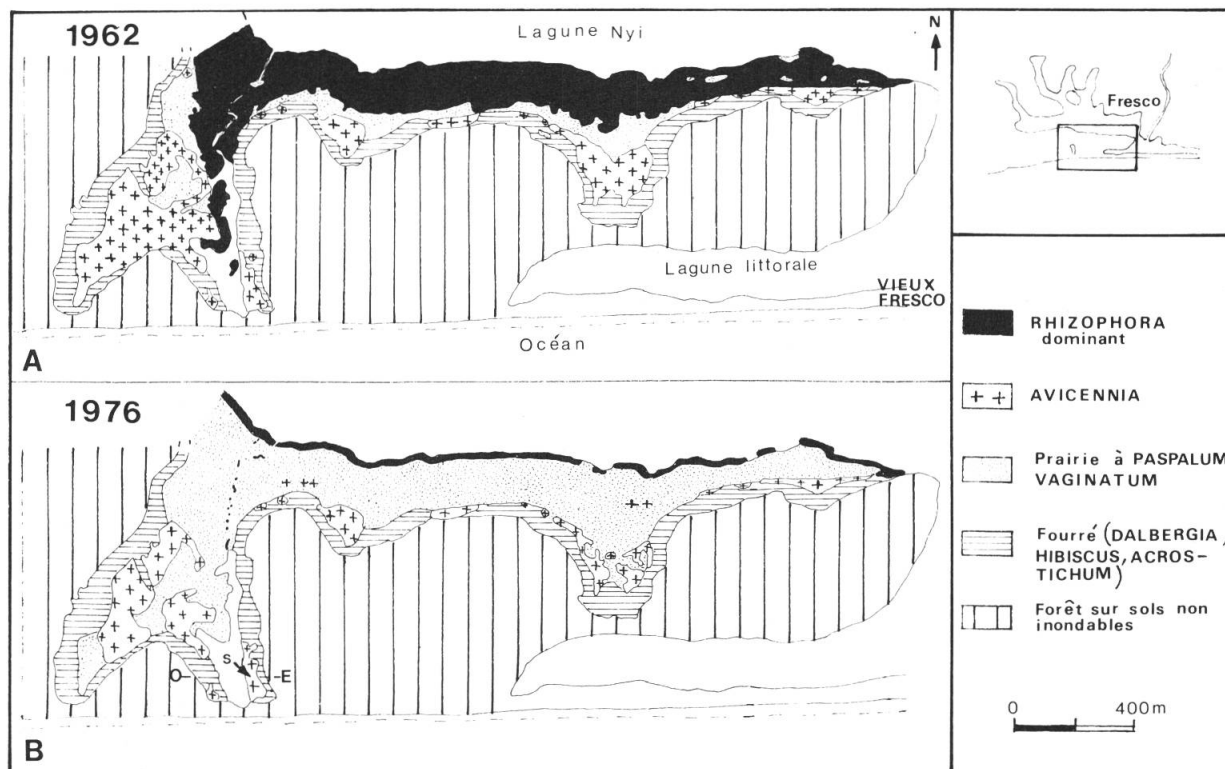 1962
Lagune Nyi
N
Lagune littorale
VIEUX
FRESCO
Océan
A
1976
S
O-
-E
B
Fresco
RHIZOPHORA
dominant
AVICENNIA
Prairie à PASPALUM
VAGINATUM
Fourré (DALBERGIA,
HIBISCUS, ACROS-
TICHUM)
Forêt sur sols non
inondables
0 400m